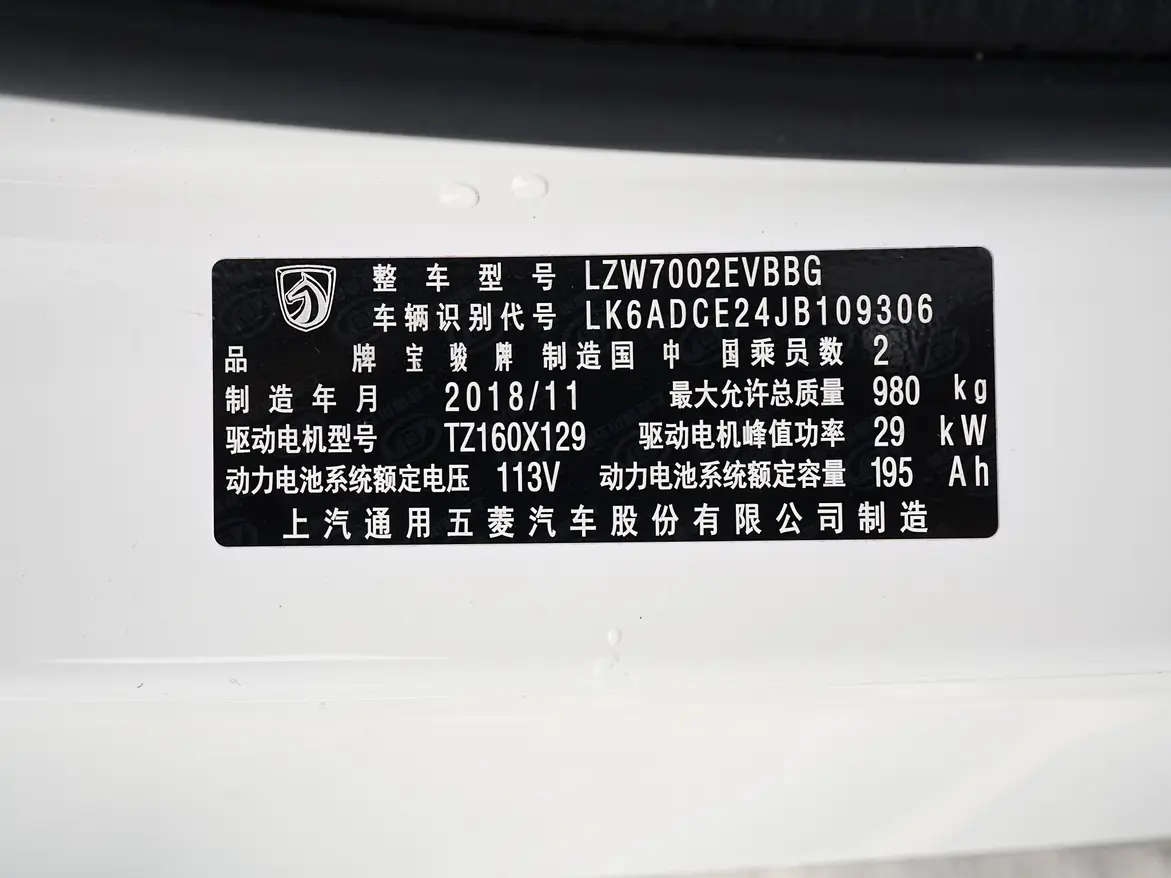 整车型号 LZW7002EVBBG
车辆识别代号 LK6ADCE24JB109306
品牌 宝骏牌 制造国 中国 乘员数 2
制造年月 2018/11 最大允许总质量 980 kg
驱动电机型号 TZ160X129 驱动电机峰值功率 29 kW
动力电池系统额定电压 113V 动力电池系统额定容量 195 Ah
上汽通用五菱汽车股份有限公司制造